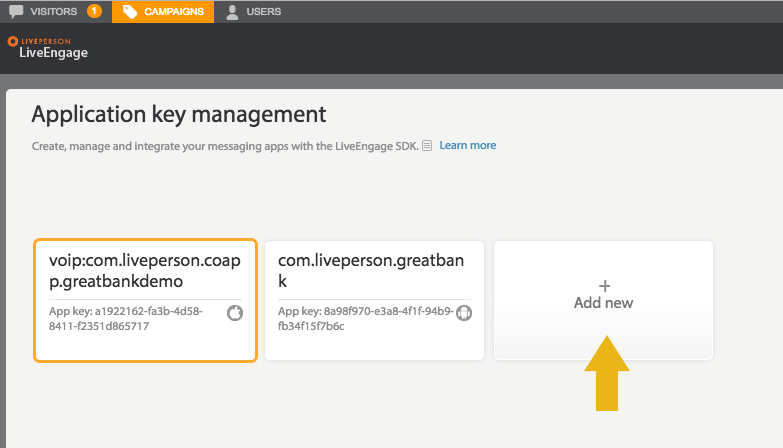 VISITORS 1 CAMPAIGNS USERS
LIVEPERSON
LiveEngage
Application key management
Create, manage and integrate your messaging apps with the LiveEngage SDK. Learn more
voip:com.liveperson.coap
p.greatbankdemo
App key: a1922162-fa3b-4d58-
8411-f2351d865717
com.liveperson.greatban
k
App key: 8a98f970-e3a8-4f1f-94b9-
fb34f15f7b6c
+
Add new